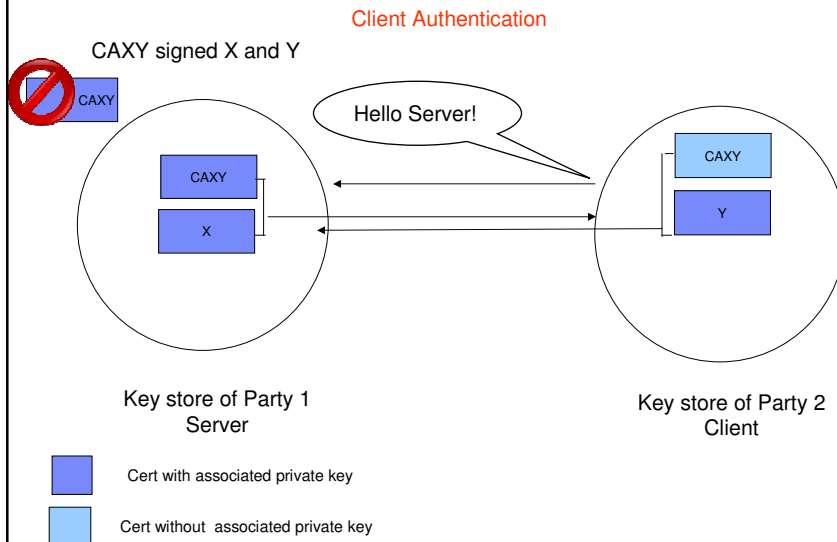 Client Authentication
CAXY signed X and Y
CAXY
Hello Server!
CAXY
X
CAXY
Y
Key store of Party 1
Server
Key store of Party 2
Client
Cert with associated private key
Cert without  associated private key